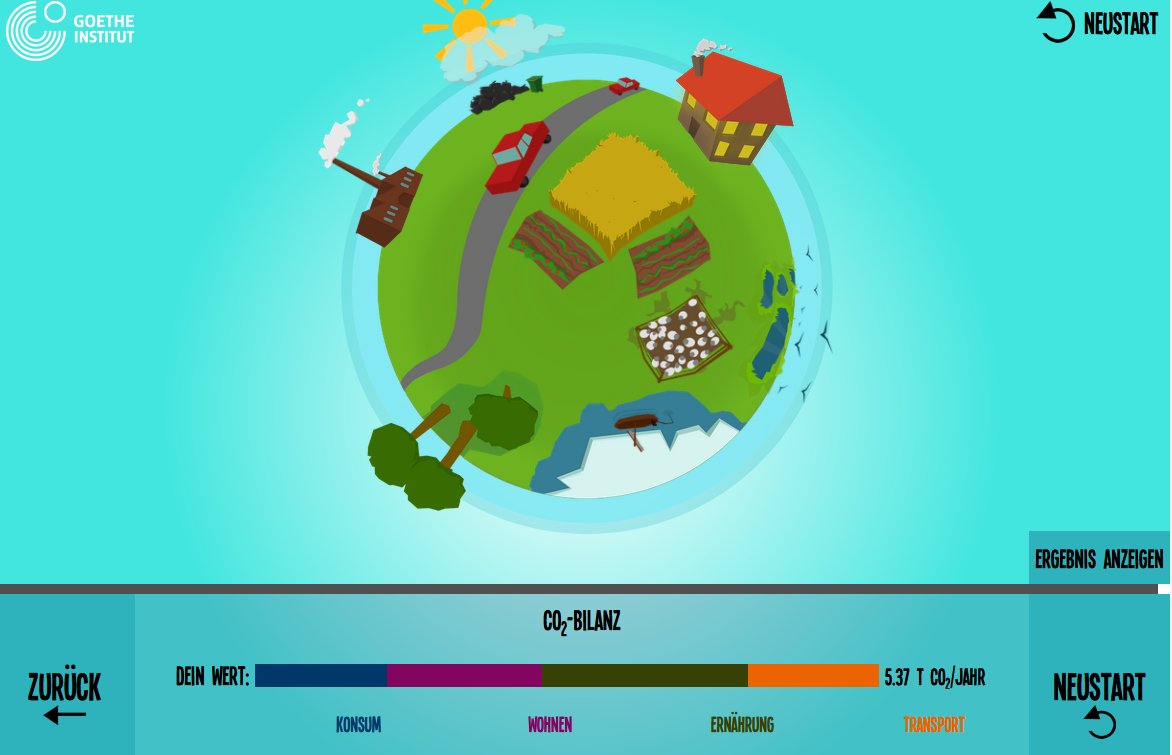 GOETHE
INSTITUT
NEUSTART
ERGEBNIS ANZEIGEN
CO₂-BILANZ
DEIN WERT:
5.37 T CO₂/JAHR
ZURÜCK
NEUSTART
KONSUM
WOHNEN
ERNÄHRUNG
TRANSPORT